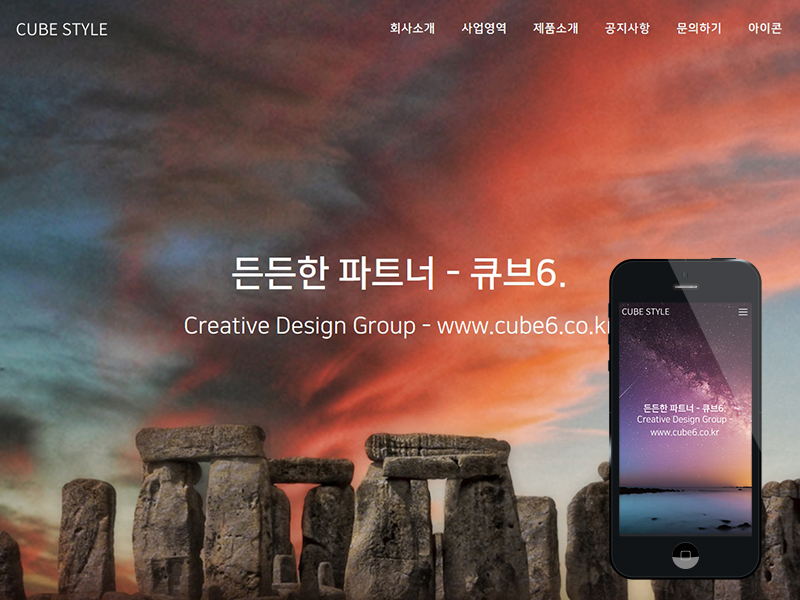 CUBE STYLE
회사소개 사업영역 제품소개 공지사항 문의하기 아이콘
든든한 파트너 - 큐브6.
Creative Design Group - www.cube6.co.kr
CUBE STYLE
든든한 파트너 - 큐브6.
Creative Design Group -
www.cube6.co.kr